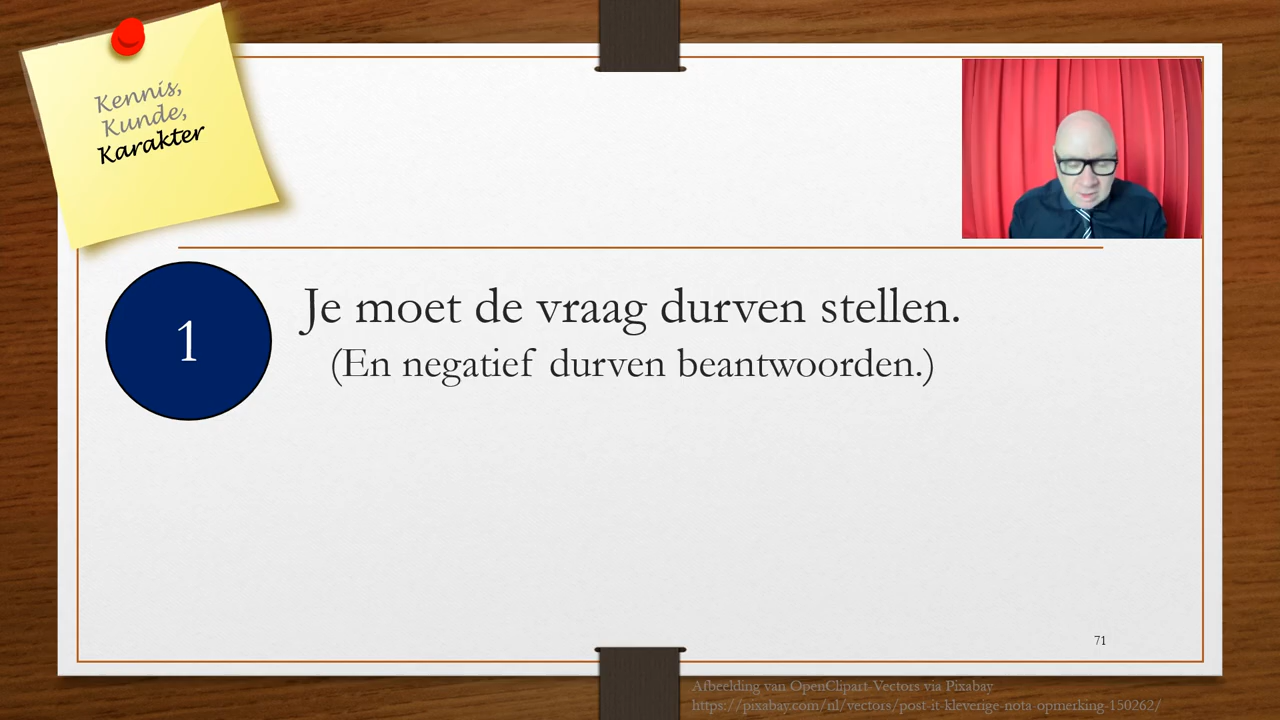 Kennis,
Kunde,
Karakter
1
Je moet de vraag durven stellen.
(En negatief durven beantwoorden.)
71
Afbeelding van OpenClipart-Vectors via Pixabay
https://pixabay.com/nl/vectors/post-it-kleverige-nota-opmerking-150262/